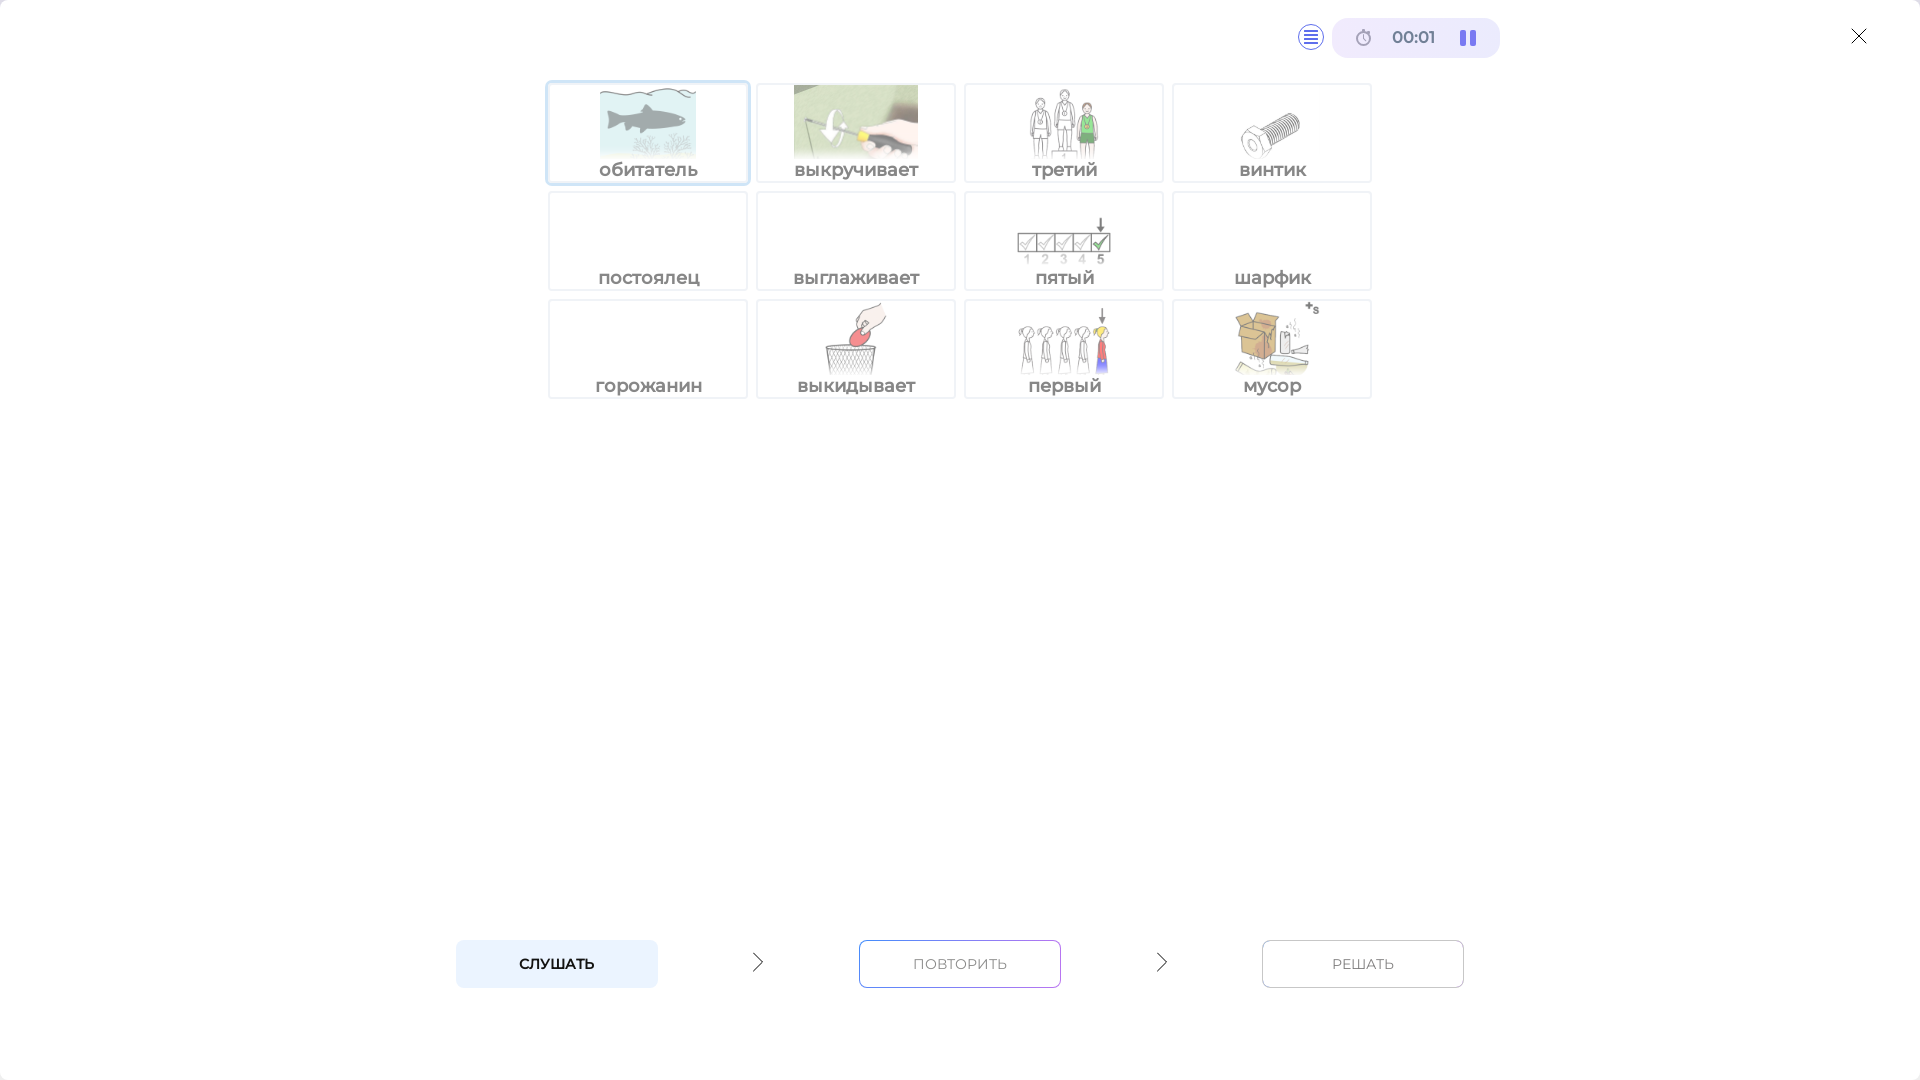 00:01
обитатель
выкручивает
третий
винтик
постоялец
выглаживает
1 2 3 4 5
пятый
шарфик
горожанин
выкидывает
первый
+s
мусор
СЛУШАТЬ
ПОВТОРИТЬ
РЕШАТЬ